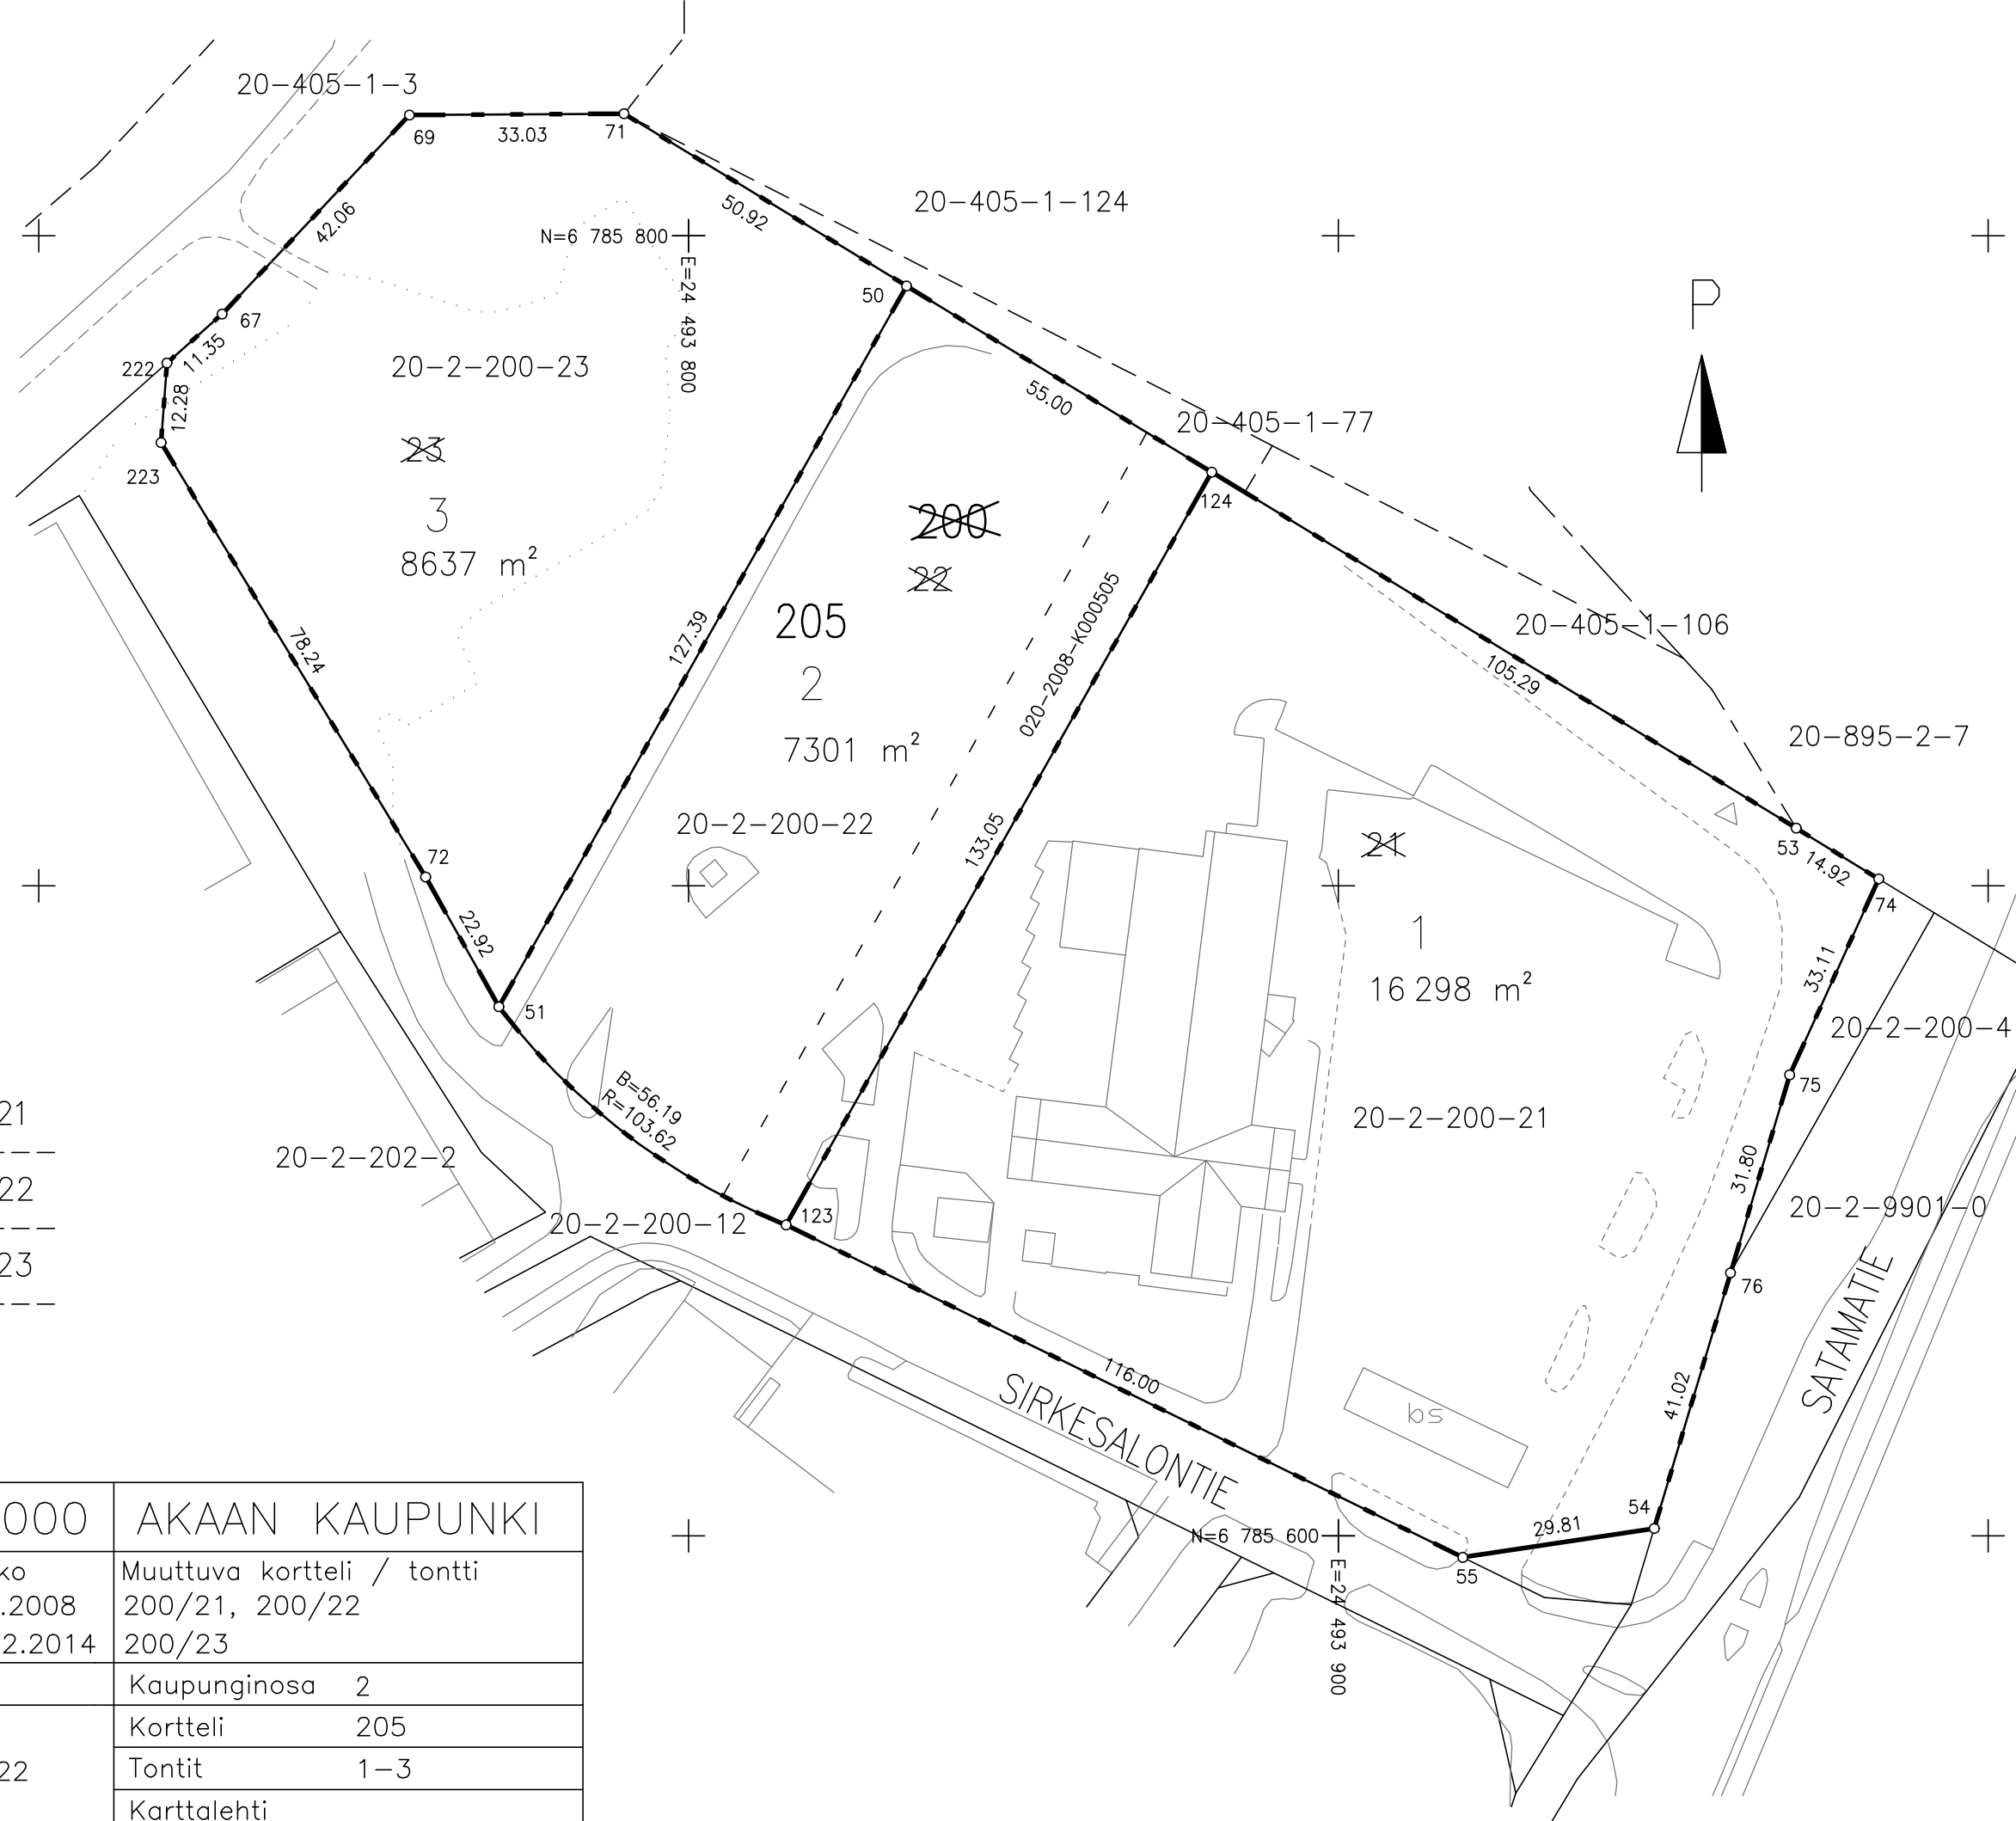 20-405-1-3
69
33.03
71
42.06
50.92
20-405-1-124
N=6 785 800
E=24 493 800
P
50
67
11.35
222
12.28
223
20-2-200-23
23
3
8637 m²
55.00
20-405-1-77
124
200
22
205
2
7301 m²
20-2-200-22
020-2008-K000505
127.39
78.24
133.05
105.29
20-405-1-106
20-895-2-7
53
14.92
74
21
1
16 298 m²
33.11
75
20-2-200-4
72
22.92
51
B=56.19
R=103.62
20-2-202-2
20-2-200-12
123
20-2-200-21
31.80
20-2-9901-0
76
SATAMATIE
41.02
116.00
SIRKESALONTIE
bs
54
29.81
55
N=6 785 600
E=24 493 900
21
22
23
000
AKAAN KAUPUNKI
ko
Muuttuva kortteli / tontti
.2008
200/21, 200/22
2.2014
200/23
Kaupunginosa 2
Kortteli 205
22
Tontit 1-3
Karttalehti